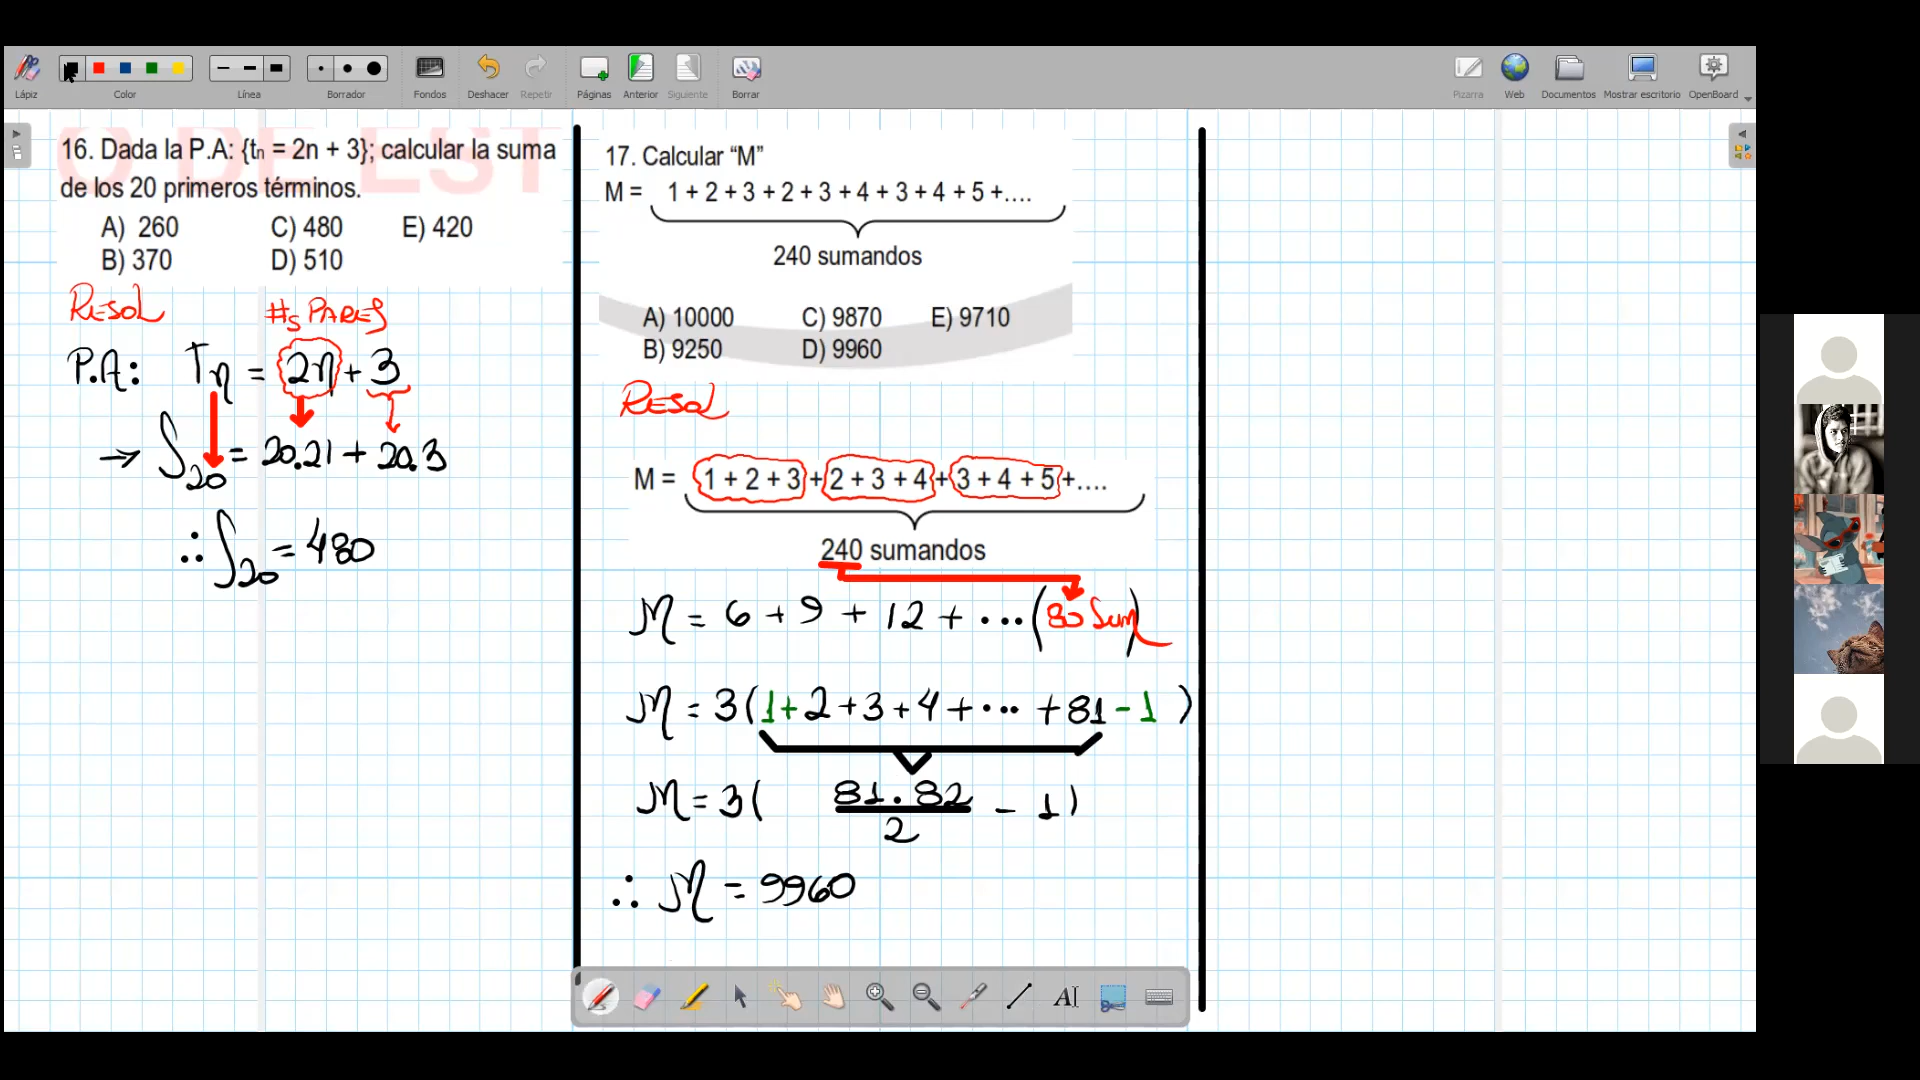 Lápiz Color Línea Borrador Fondos Deshacer Repetir Páginas Anterior Siguiente Borrar Pizarra Web Documentos Mostrar escritorio OpenBoard
O DE EST
16. Dada la P.A: {tn = 2n + 3}; calcular la suma
de los 20 primeros términos.
A) 260 C) 480 E) 420
B) 370 D) 510
RESOL #s PARES
P.A: Tn = 2n + 3
→ S20 = 20.21 + 20.3
∴ S20 = 480
17. Calcular “M”
M = 1 + 2 + 3 + 2 + 3 + 4 + 3 + 4 + 5 +....
240 sumandos
A) 10000 C) 9870 E) 9710
B) 9250 D) 9960
RESOL
M = 1 + 2 + 3 + 2 + 3 + 4 + 3 + 4 + 5 +....
240 sumandos
M = 6 + 9 + 12 + ... (80 Sum)
M = 3(1+2+3+4+... +81-1)
M = 3( 81.82 / 2 - 1)
∴ M = 9960
AI